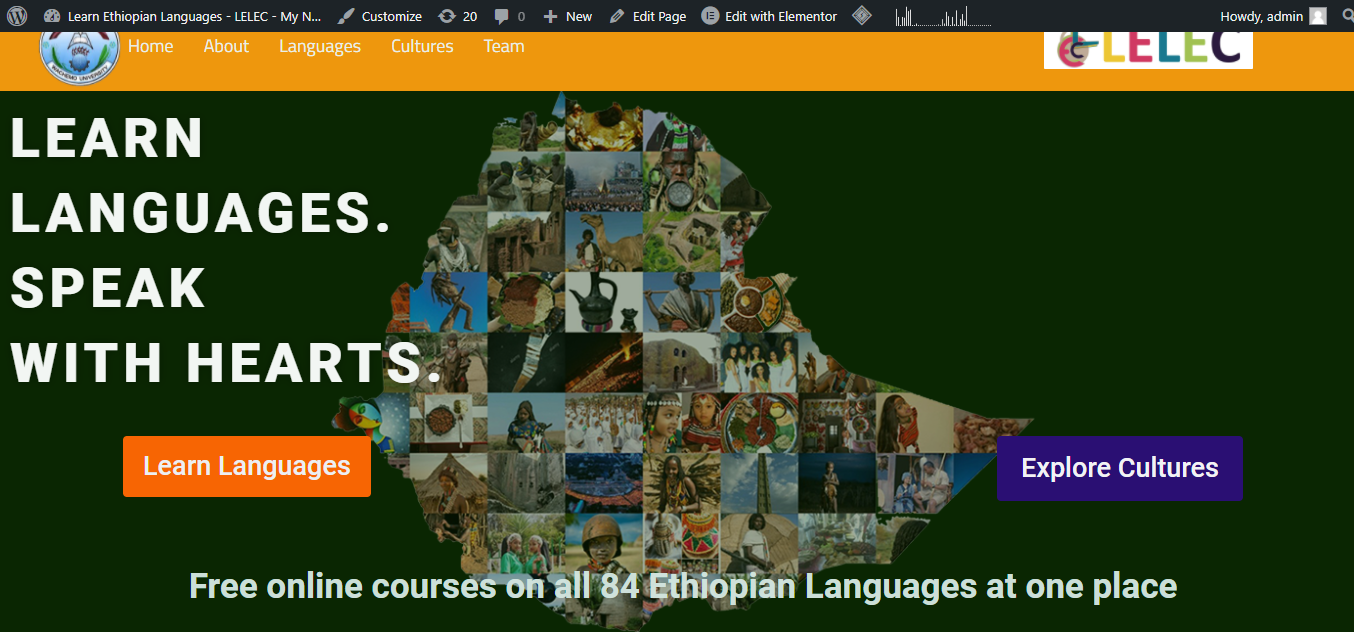 Learn Ethiopian Languages - LELEC - My N... Customize 20 0 New Edit Page Edit with Elementor Howdy, admin
WACHEMO UNIVERSITY
Home About Languages Cultures Team
LELEC
LEARN
LANGUAGES.
SPEAK
WITH HEARTS.
Learn Languages
Explore Cultures
Free online courses on all 84 Ethiopian Languages at one place